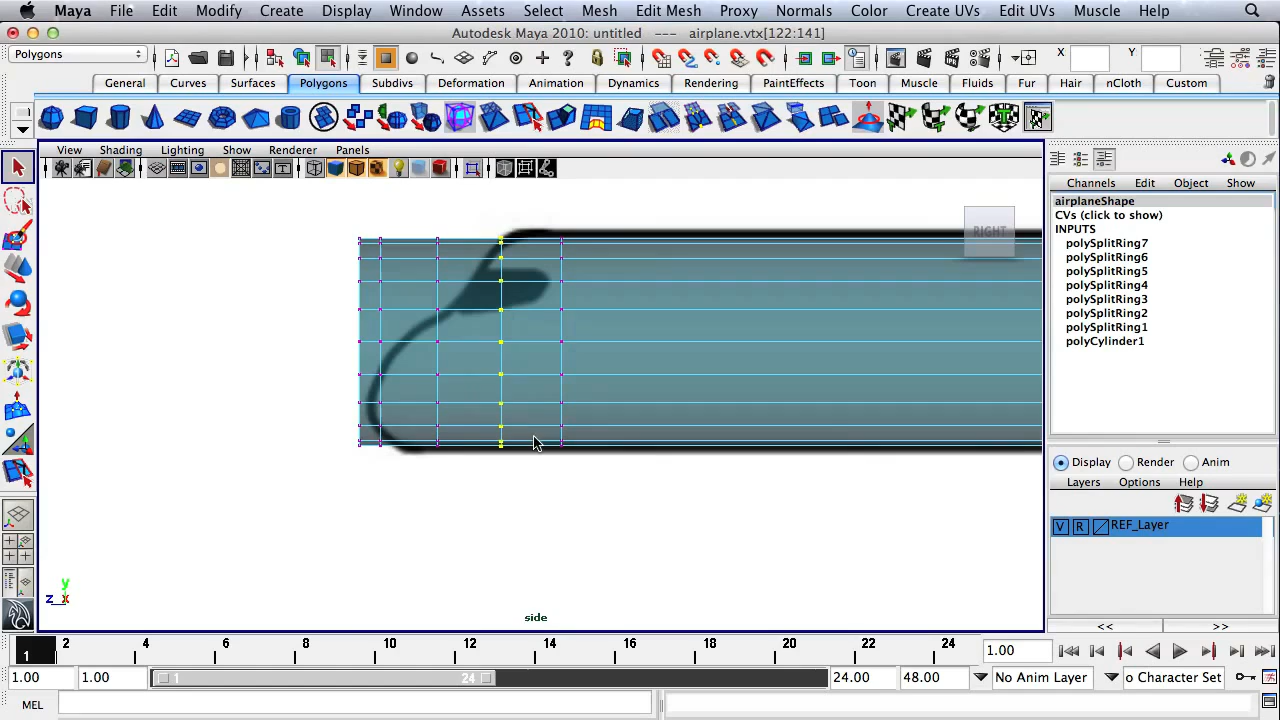 Maya File Edit Modify Create Display Window Assets Select Mesh Edit Mesh Proxy Normals Color Create UVs Edit UVs Muscle Help
Autodesk Maya 2010: untitled --- airplane.vtx[122:141]
Polygons X Y
General Curves Surfaces Polygons Subdivs Deformation Animation Dynamics Rendering PaintEffects Toon Muscle Fluids Fur Hair nCloth Custom
View Shading Lighting Show Renderer Panels
Channels Edit Object Show
airplaneShape
CVs (click to show)
INPUTS
polySplitRing7
polySplitRing6
polySplitRing5
polySplitRing4
polySplitRing3
polySplitRing2
polySplitRing1
polyCylinder1
RIGHT
Display Render Anim
Layers Options Help
V R REF_Layer
y
z x
side
<< >>
1 2 4 6 8 10 12 14 16 18 20 22 24 1.00
1.00 1.00 1 24 24.00 48.00 No Anim Layer o Character Set
MEL